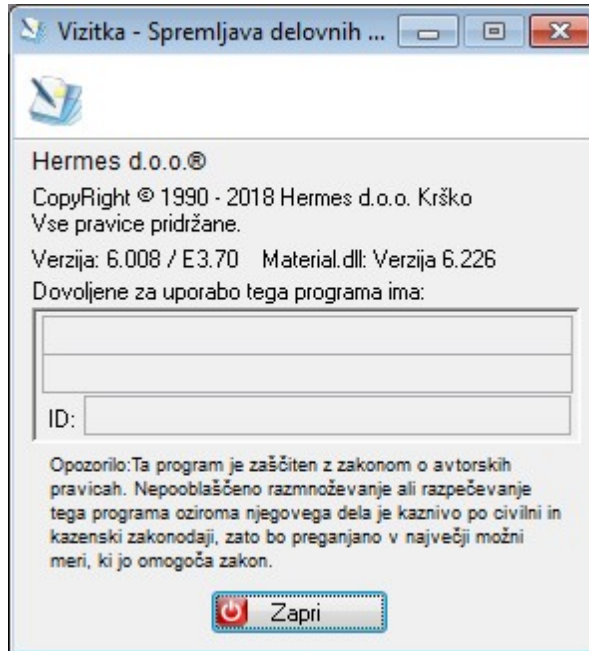 Vizitka - Spremljava delovnih ...
Hermes d.o.o.®
CopyRight © 1990 - 2018 Hermes d.o.o. Krško
Vse pravice pridržane.
Verzija: 6.008 / E3.70 Material.dll: Verzija 6.226
Dovoljene za uporabo tega programa ima:
ID:
Opozorilo:Ta program je zaščiten z zakonom o avtorskih
pravicah. Nepooblaščeno razmnoževanje ali razpečevanje
tega programa oziroma njegovega dela je kaznivo po civilni in
kazenski zakonodaji, zato bo preganjano v največji možni
meri, ki jo omogoča zakon.
Zapri